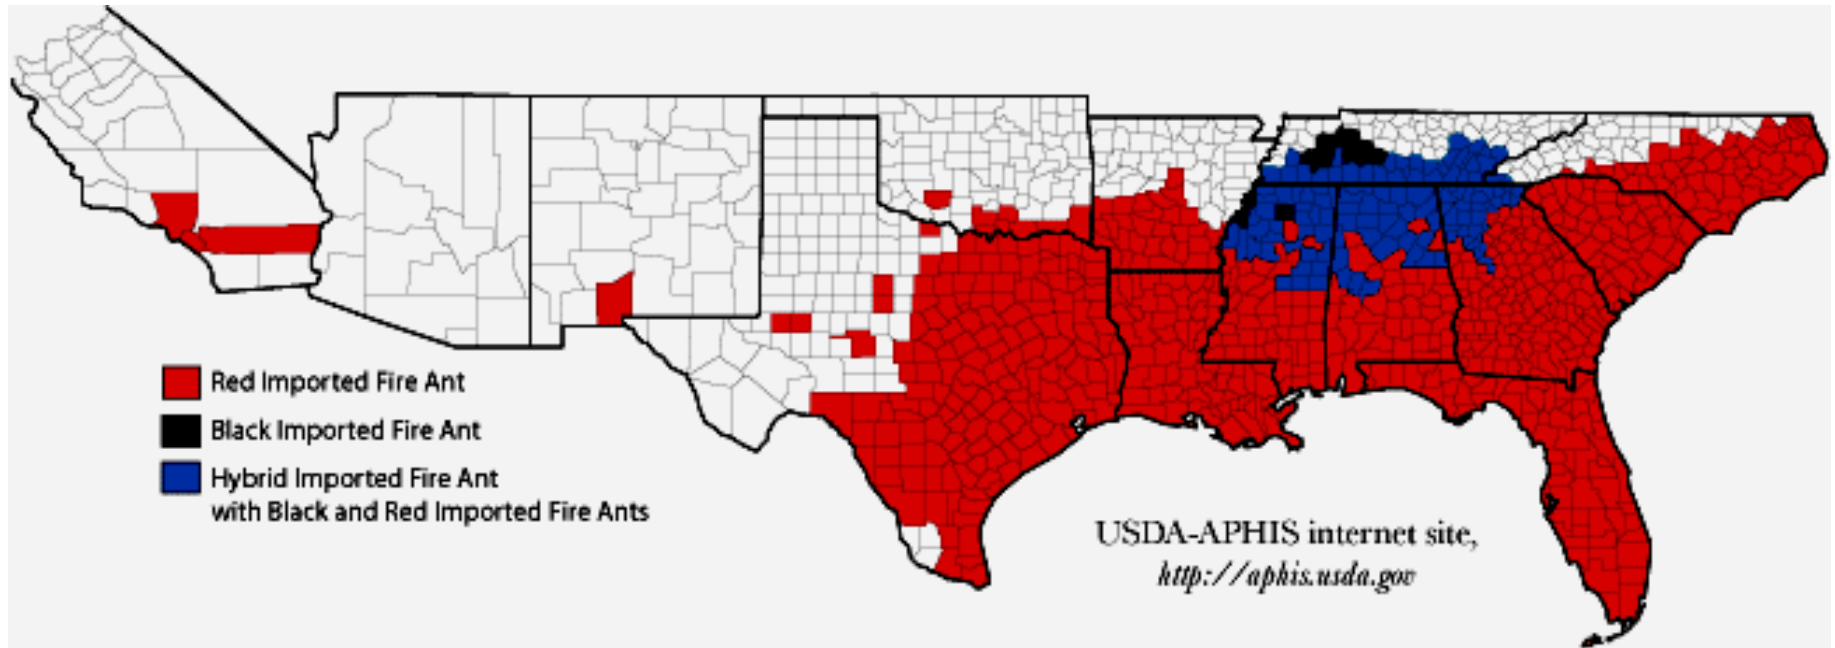 Red Imported Fire Ant
Black Imported Fire Ant
Hybrid Imported Fire Ant
with Black and Red Imported Fire Ants
USDA-APHIS internet site,
http://aphis.usda.gov